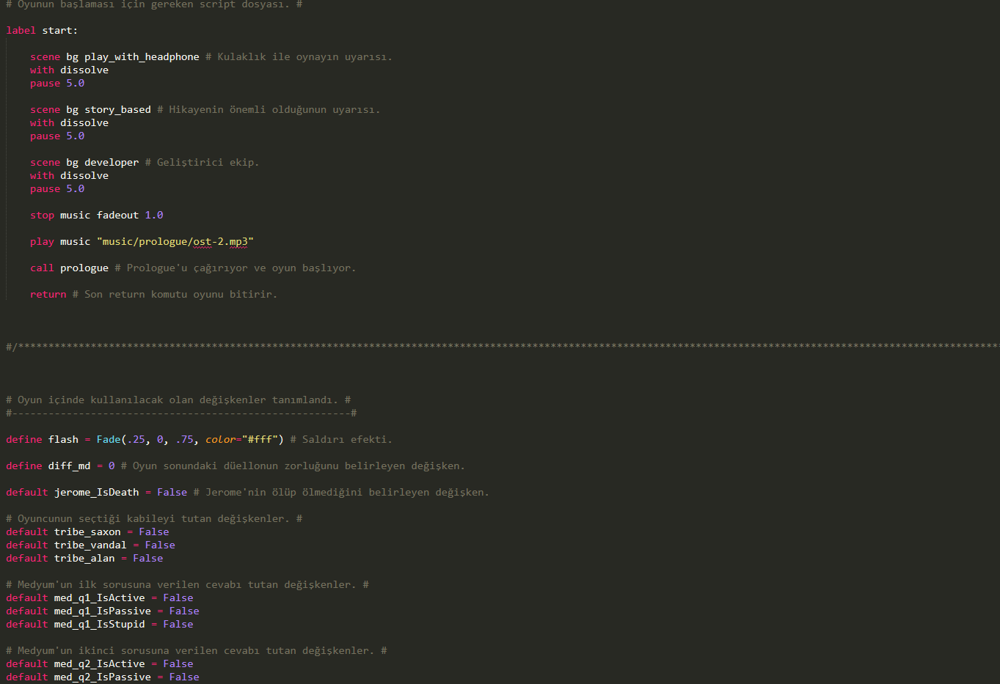 # Oyunun başlaması için gereken script dosyası. #
label start:
scene bg play_with_headphone # Kulaklık ile oynayın uyarısı.
with dissolve
pause 5.0
scene bg story_based # Hikayenin önemli olduğunun uyarısı.
with dissolve
pause 5.0
scene bg developer # Geliştirici ekip.
with dissolve
pause 5.0
stop music fadeout 1.0
play music "music/prologue/ost-2.mp3"
call prologue # Prologue'u çağırıyor ve oyun başlıyor.
return # Son return komutu oyunu bitirir.
#/******************************************************************************************************************************************************************
# Oyun içinde kullanılacak olan değişkenler tanımlandı. #
#--------------------------------------------------------#
define flash = Fade(.25, 0, .75, color="#fff") # Saldırı efekti.
define diff_md = 0 # Oyun sonundaki düellonun zorluğunu belirleyen değişken.
default jerome_IsDeath = False # Jerome'nin ölüp ölmediğini belirleyen değişken.
# Oyuncunun seçtiği kabileyi tutan değişkenler. #
default tribe_saxon = False
default tribe_vandal = False
default tribe_alan = False
# Medyum'un ilk sorusuna verilen cevabı tutan değişkenler. #
default med_q1_IsActive = False
default med_q1_IsPassive = False
default med_q1_IsStupid = False
# Medyum'un ikinci sorusuna verilen cevabı tutan değişkenler. #
default med_q2_IsActive = False
default med_q2_IsPassive = False